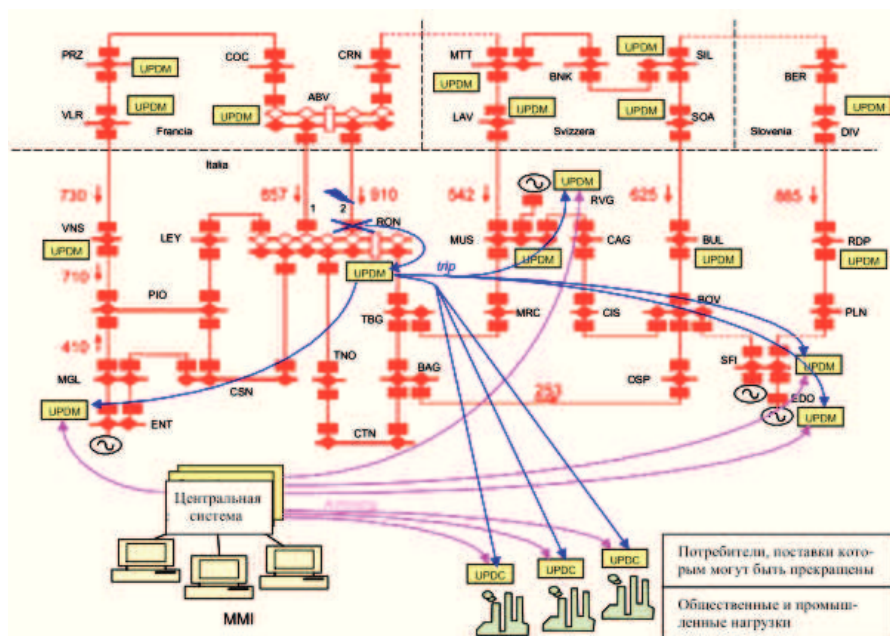 PRZ
COC
CRN
MTT
SIL
UPDM
UPDM
BNK
BER
ABV
UPDM
UPDM
UPDM
UPDM
UPDM
UPDM
VLR
Francia
LAV
Svizzera
SOA
Slovenia
DIV
Italia
730
657
910
542
625
665
1
2
UPDM
RVG
VNS
LEY
RON
MUS
CAG
BUL
RDP
UPDM
UPDM
UPDM
UPDM
UPDM
trip
710
PIO
TBG
MRC
CIS
BOV
PLN
410
TNO
MGL
CSN
BAG
OSP
SFI
UPDM
253
EDO
UPDM
ENT
CTN
UPDM
Центральная
система
Потребители, поставки кото-
рым могут быть прекращены
UPDC
UPDC
UPDC
Общественные и промыш-
ленные нагрузки
MMI